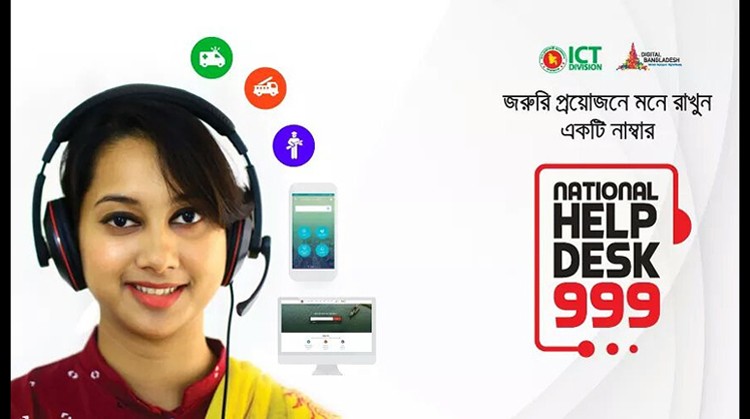 ICT
DIVISION
DIGITAL
BANGLADESH
জরুরি প্রয়োজনে মনে রাখুন
একটি নাম্বার
NATIONAL
HELP
DESK
999